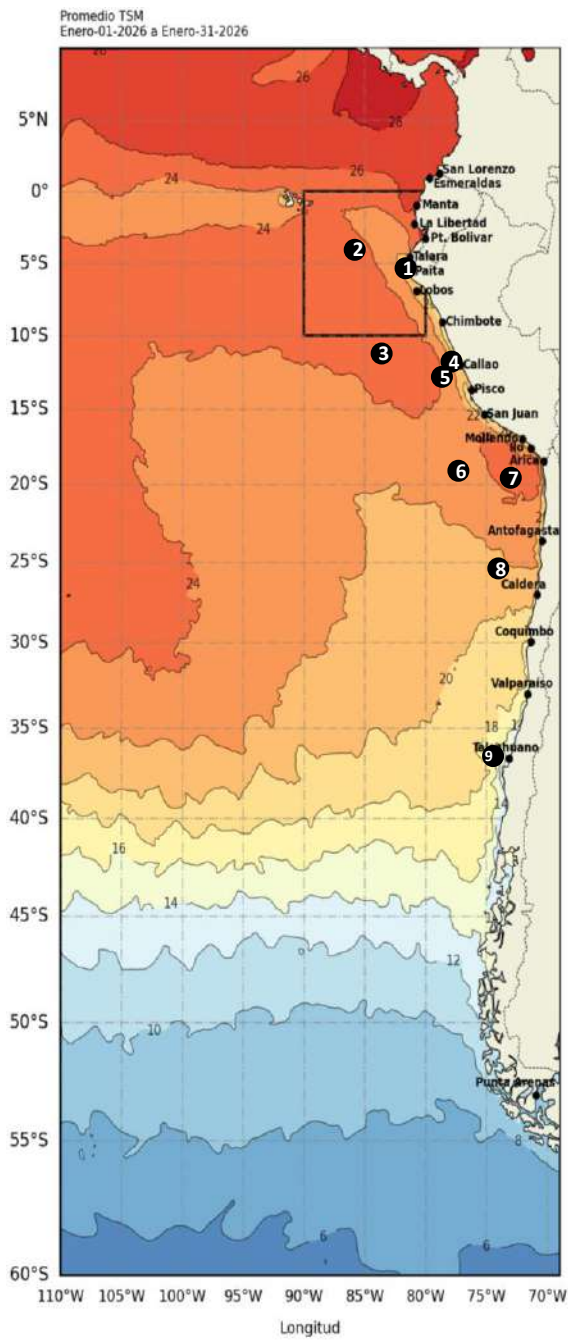 Promedio TSM
Enero-01-2026 a Enero-31-2026
26
26
28
5°N
San Lorenzo
26
Esmeraldas
24
0°
Manta
La Libertad
24
Pt. Bolivar
2
Talara
5°S
1
Paita
Lobos
Chimbote
10°S
3
4
Callao
5
Pisco
15°S
22
San Juan
Mollendo
Ilo
Arica
6
7
20°S
Antofagasta
25°S
8
24
Caldera
30°S
Coquimbo
20
Valparaíso
35°S
18
9
14
40°S
16
14
45°S
12
50°S
10
Punta Arenas
55°S
8
6
6
60°S
110°W 105°W 100°W 95°W 90°W 85°W 80°W 75°W 70°W
Longitud